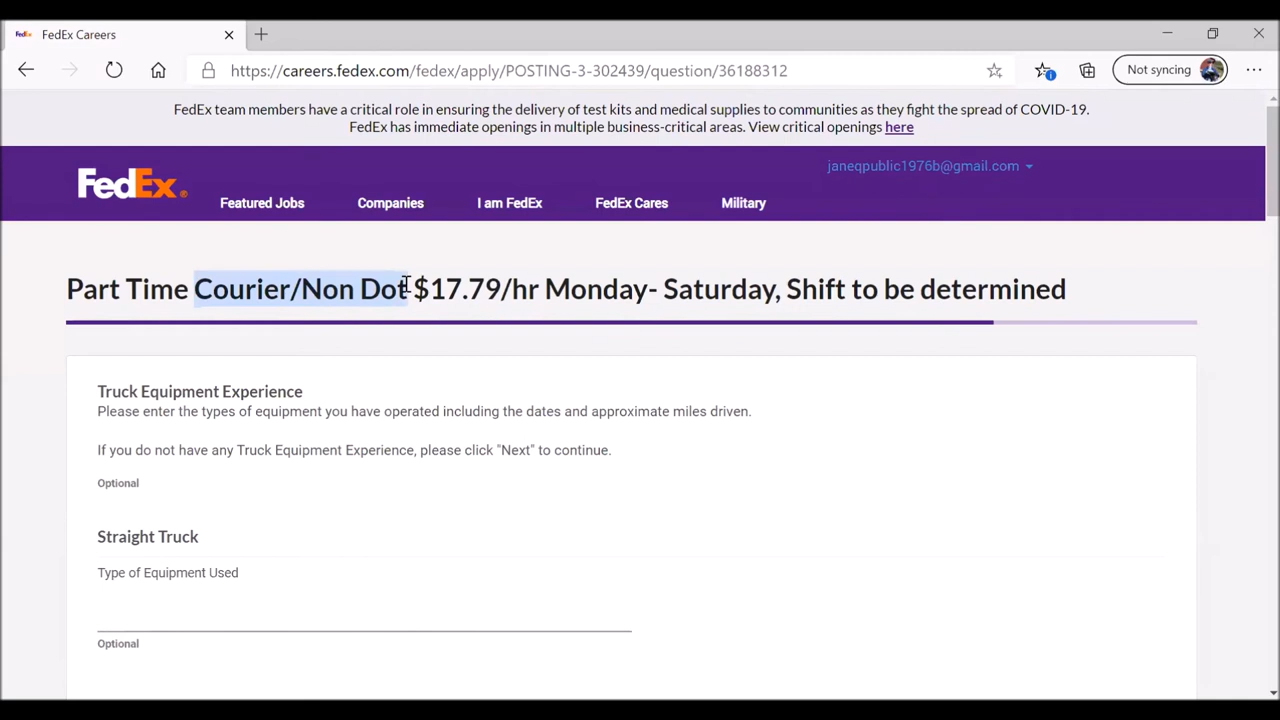 FedEx Careers
https://careers.fedex.com/fedex/apply/POSTING-3-302439/question/36188312
Not syncing
FedEx team members have a critical role in ensuring the delivery of test kits and medical supplies to communities as they fight the spread of COVID-19.
FedEx has immediate openings in multiple business-critical areas. View critical openings here
janeqpublic1976b@gmail.com
FedEx®
Featured Jobs Companies I am FedEx FedEx Cares Military
Part Time Courier/Non Dot $17.79/hr Monday- Saturday, Shift to be determined
Truck Equipment Experience
Please enter the types of equipment you have operated including the dates and approximate miles driven.
If you do not have any Truck Equipment Experience, please click "Next" to continue.
Optional
Straight Truck
Type of Equipment Used
Optional